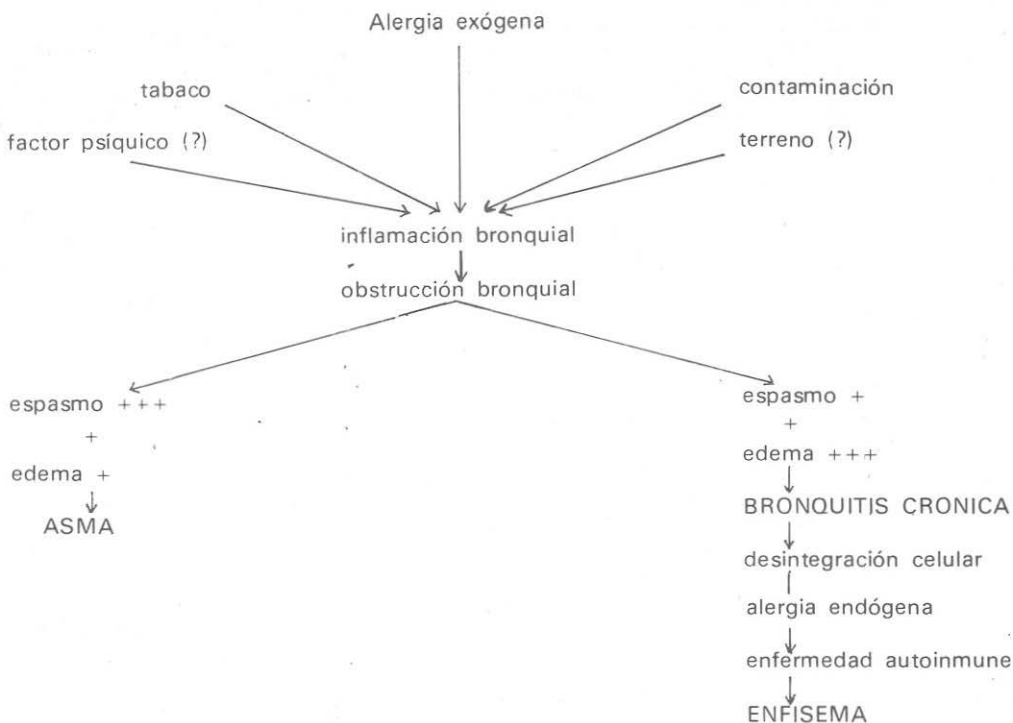 Alergia exógena
tabaco
contaminación
factor psíquico (?)
terreno (?)
inflamación bronquial
obstrucción bronquial
espasmo +++
+
edema +
ASMA
espasmo +
+
edema +++
BRONQUITIS CRONICA
desintegración celular
alergia endógena
enfermedad autoinmune
ENFISEMA